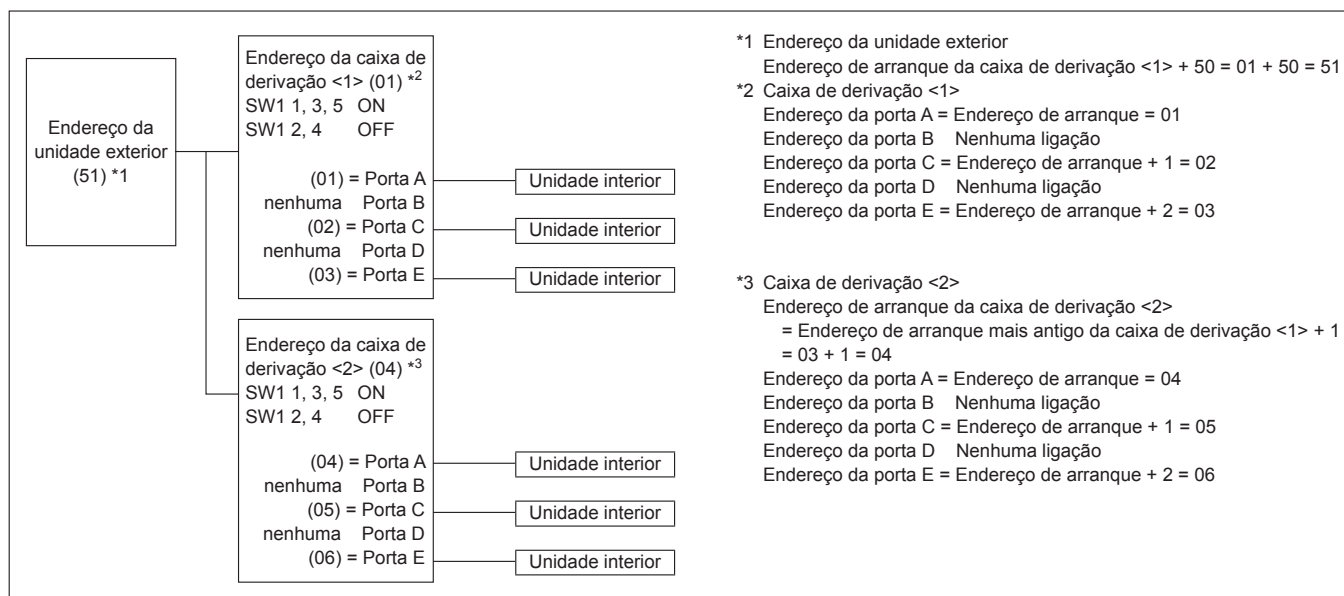 Endereço da
unidade exterior
(51) *1
Endereço da caixa de
derivação <1> (01) *2
SW1 1, 3, 5 ON
SW1 2, 4 OFF
(01) = Porta A
nenhuma Porta B
(02) = Porta C
nenhuma Porta D
(03) = Porta E
Unidade interior
Unidade interior
Unidade interior
Endereço da caixa de
derivação <2> (04) *3
SW1 1, 3, 5 ON
SW1 2, 4 OFF
(04) = Porta A
nenhuma Porta B
(05) = Porta C
nenhuma Porta D
(06) = Porta E
Unidade interior
Unidade interior
Unidade interior
*1 Endereço da unidade exterior
Endereço de arranque da caixa de derivação <1> + 50 = 01 + 50 = 51
*2 Caixa de derivação <1>
Endereço da porta A = Endereço de arranque = 01
Endereço da porta B Nenhuma ligação
Endereço da porta C = Endereço de arranque + 1 = 02
Endereço da porta D Nenhuma ligação
Endereço da porta E = Endereço de arranque + 2 = 03
*3 Caixa de derivação <2>
Endereço de arranque da caixa de derivação <2>
= Endereço de arranque mais antigo da caixa de derivação <1> + 1
= 03 + 1 = 04
Endereço da porta A = Endereço de arranque = 04
Endereço da porta B Nenhuma ligação
Endereço da porta C = Endereço de arranque + 1 = 05
Endereço da porta D Nenhuma ligação
Endereço da porta E = Endereço de arranque + 2 = 06